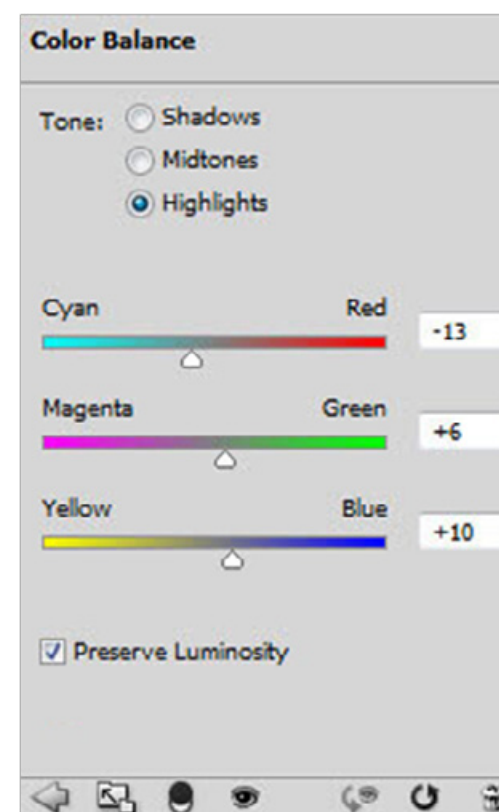 Color Balance
Tone: Shadows
Midtones
Highlights
Cyan Red -13
Magenta Green +6
Yellow Blue +10
Preserve Luminosity